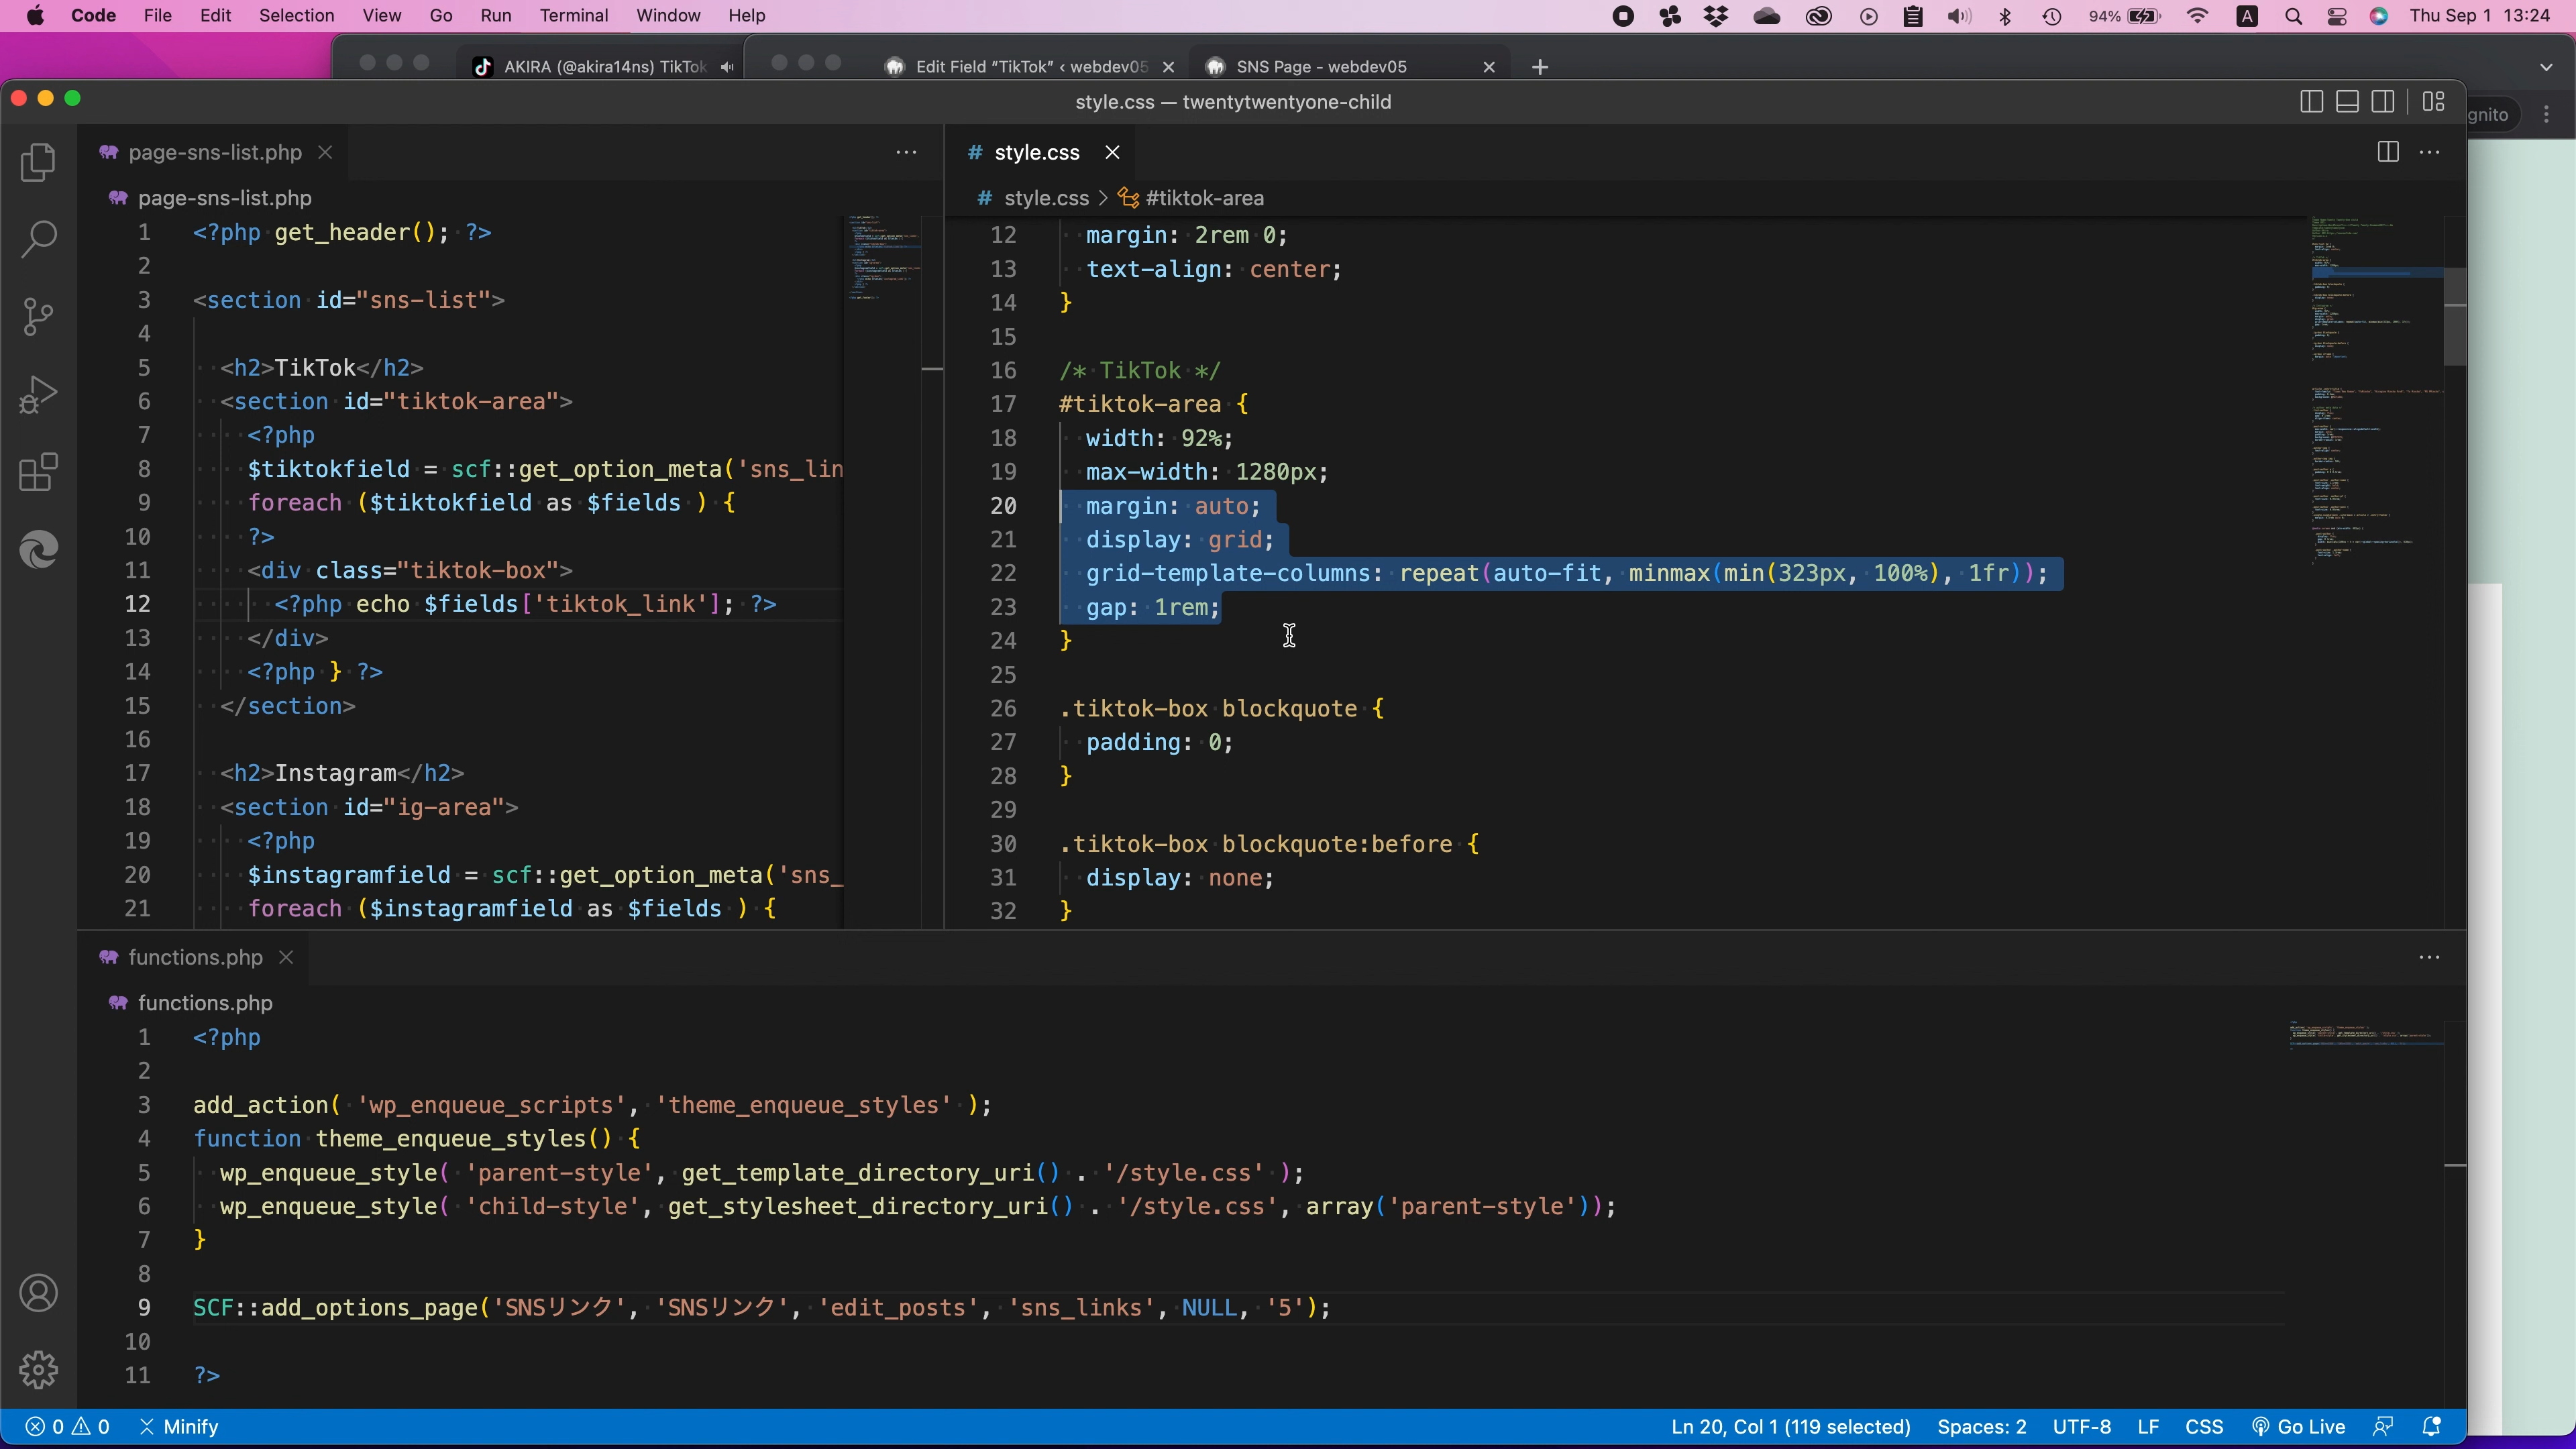 Code File Edit Selection View Go Run Terminal Window Help 94% A Thu Sep 1 13:24
AKIRA (@akira14ns) TikTok Edit Field “TikTok” ‹ webdev05 SNS Page – webdev05
style.css — twentytwentyone-child
gnito
page-sns-list.php
page-sns-list.php
1 <?php get_header(); ?>
2
3 <section id="sns-list">
4
5 <h2>TikTok</h2>
6 <section id="tiktok-area">
7 <?php
8 $tiktokfield = scf::get_option_meta('sns_lin
9 foreach ($tiktokfield as $fields ) {
10 ?>
11 <div class="tiktok-box">
12 <?php echo $fields['tiktok_link']; ?>
13 </div>
14 <?php } ?>
15 </section>
16
17 <h2>Instagram</h2>
18 <section id="ig-area">
19 <?php
20 $instagramfield = scf::get_option_meta('sns_
21 foreach ($instagramfield as $fields ) {
# style.css
# style.css > #tiktok-area
12 margin: 2rem 0;
13 text-align: center;
14 }
15
16 /* TikTok */
17 #tiktok-area {
18 width: 92%;
19 max-width: 1280px;
20 margin: auto;
21 display: grid;
22 grid-template-columns: repeat(auto-fit, minmax(min(323px, 100%), 1fr));
23 gap: 1rem;
24 }
25
26 .tiktok-box blockquote {
27 padding: 0;
28 }
29
30 .tiktok-box blockquote:before {
31 display: none;
32 }
functions.php
functions.php
1 <?php
2
3 add_action( 'wp_enqueue_scripts', 'theme_enqueue_styles' );
4 function theme_enqueue_styles() {
5 wp_enqueue_style( 'parent-style', get_template_directory_uri() . '/style.css' );
6 wp_enqueue_style( 'child-style', get_stylesheet_directory_uri() . '/style.css', array('parent-style'));
7 }
8
9 SCF::add_options_page('SNSリンク', 'SNSリンク', 'edit_posts', 'sns_links', NULL, '5');
10
11 ?>
0 0 Minify Ln 20, Col 1 (119 selected) Spaces: 2 UTF-8 LF CSS Go Live